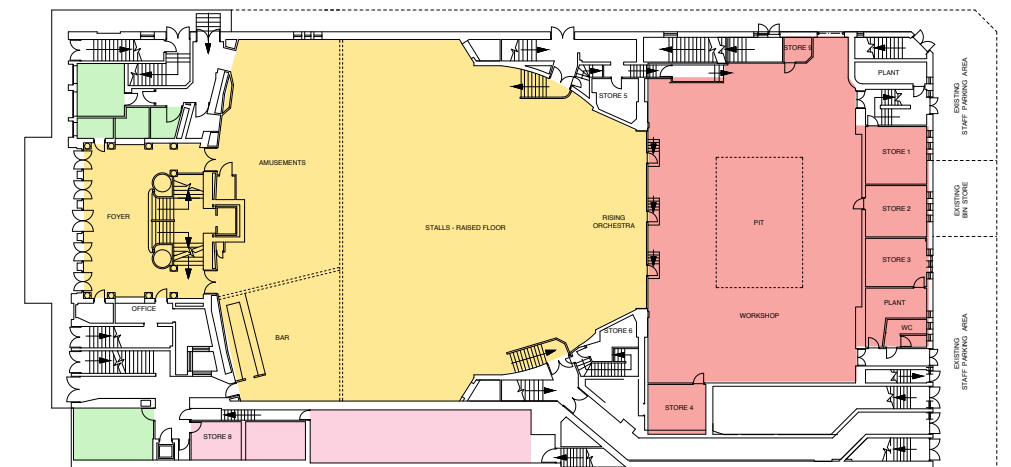 STORE 9
PLANT
STORE 5
EXISTING
STAFF PARKING AREA
STORE 1
AMUSEMENTS
EXISTING
BIN STORE
STORE 2
FOYER
STALLS - RAISED FLOOR
RISING
ORCHESTRA
PIT
STORE 3
OFFICE
PLANT
WORKSHOP
WC
STORE 6
BAR
EXISTING
STAFF PARKING AREA
STORE 4
STORE 8